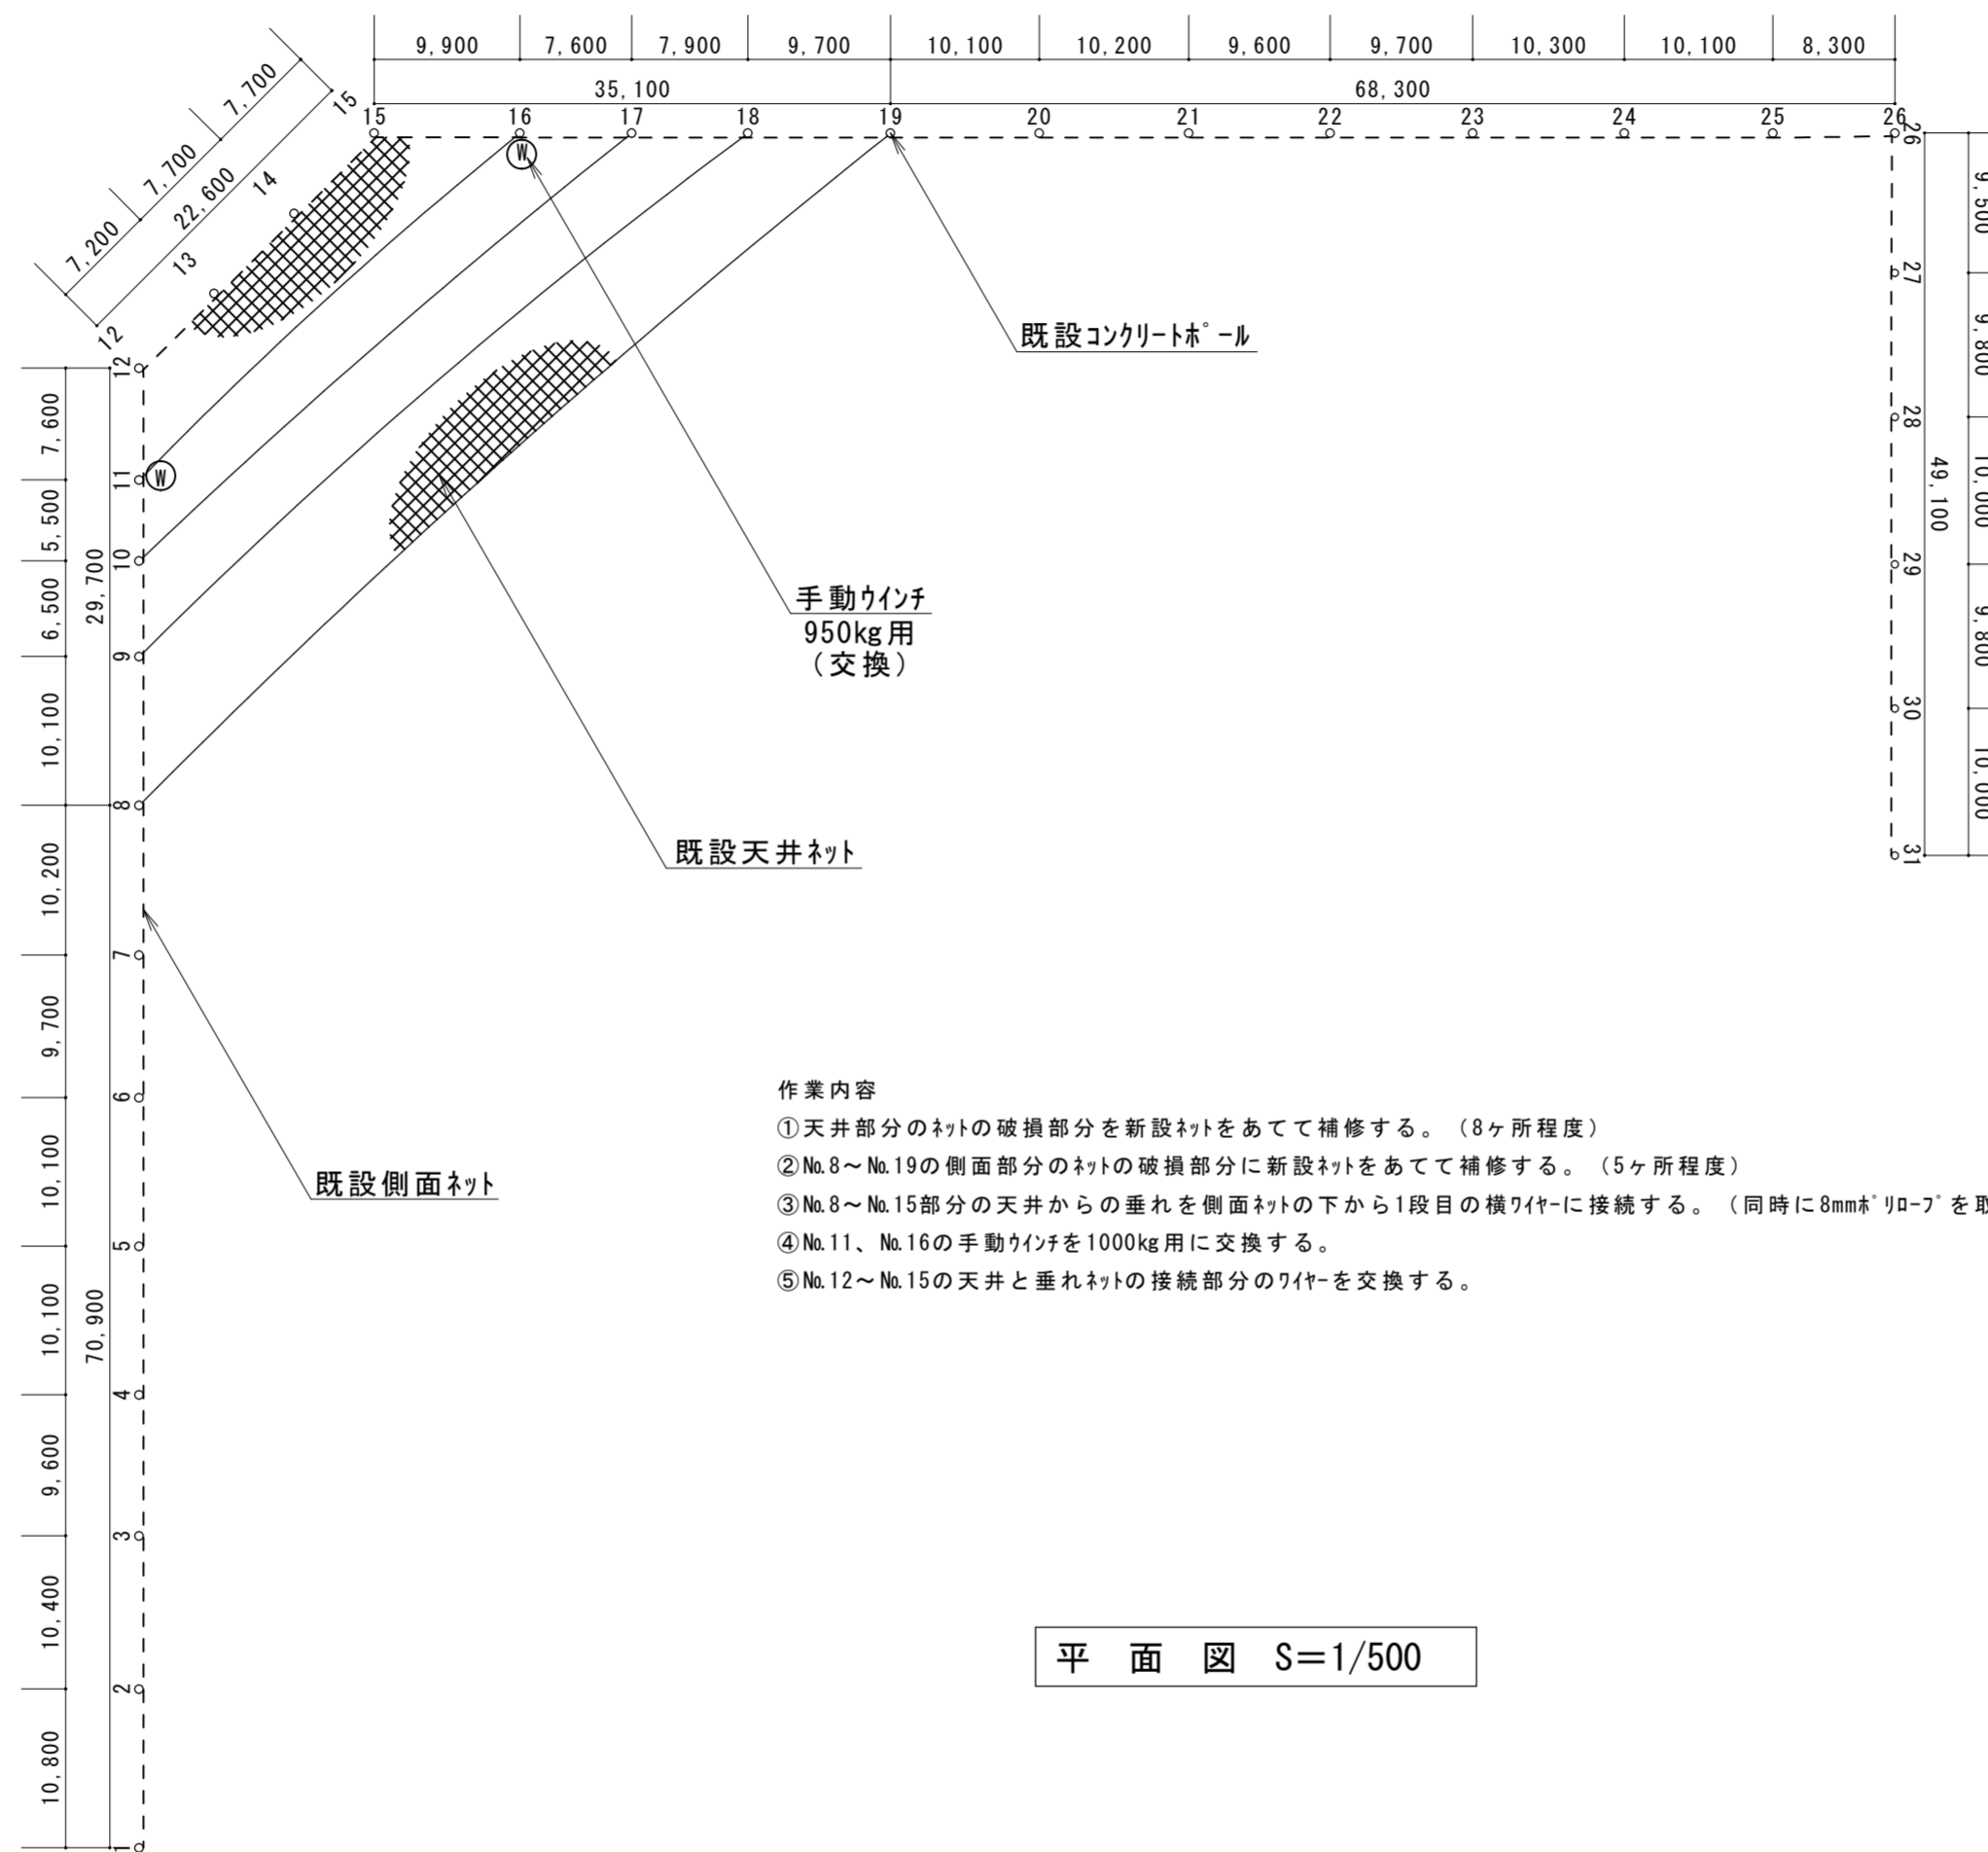 9,900 7,600 7,900 9,700 10,100 10,200 9,600 9,700 10,300 10,100 8,300
35,100 68,300
15 16 17 18 19 20 21 22 23 24 25 26
7,200 7,700 7,700
22,600
12 13 14 15
26 27 28 29 30 31
9,500 9,800 10,000 9,800 10,000
49,100
W
W
既設コンクリートポール
手動ウインチ
950kg用
(交換)
既設天井ネット
既設側面ネット
12 11 10 9 8 7 6 5 4 3 2 1
7,600 5,500 6,500 10,100 10,200 9,700 10,100 10,100 9,600 10,400 10,800
29,700 70,900
作業内容
①天井部分のネットの破損部分を新設ネットをあてて補修する。(8ヶ所程度)
②No.8～No.19の側面部分のネットの破損部分に新設ネットをあてて補修する。(5ヶ所程度)
③No.8～No.15部分の天井からの垂れを側面ネットの下から1段目の横ワイヤーに接続する。(同時に8mmポリロープを
④No.11、No.16の手動ウインチを1000kg用に交換する。
⑤No.12～No.15の天井と垂れネットの接続部分のワイヤーを交換する。
平 面 図 S＝1/500